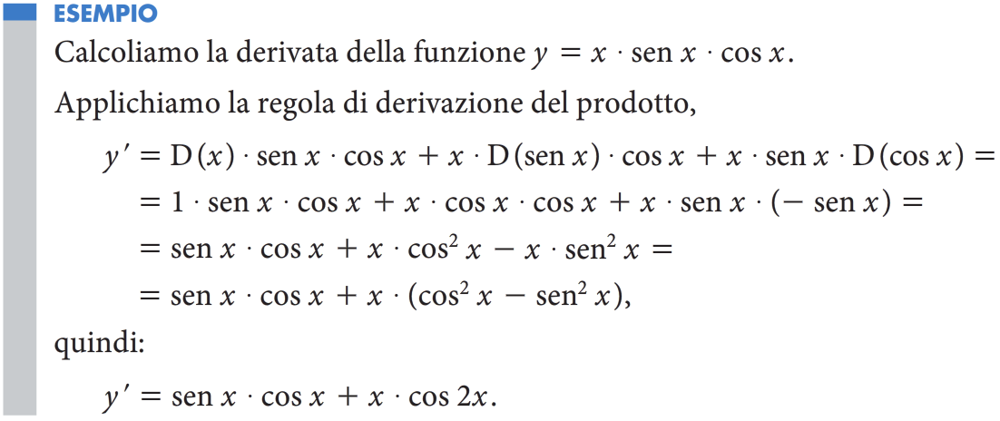 ESEMPIO
Calcoliamo la derivata della funzione y = x · sen x · cos x.
Applichiamo la regola di derivazione del prodotto,
y′ = D(x) · sen x · cos x + x · D(sen x) · cos x + x · sen x · D(cos x) =
= 1 · sen x · cos x + x · cos x · cos x + x · sen x · (− sen x) =
= sen x · cos x + x · cos² x − x · sen² x =
= sen x · cos x + x · (cos² x − sen² x),
quindi:
y′ = sen x · cos x + x · cos 2x.